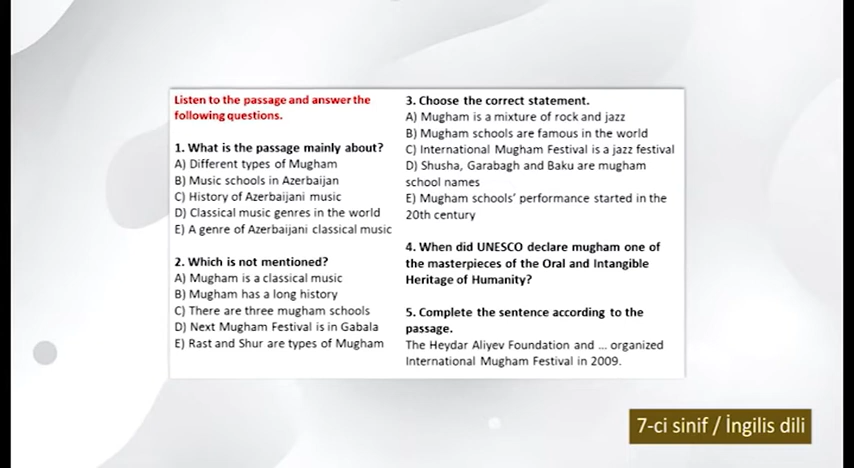 Listen to the passage and answer the
following questions.
1. What is the passage mainly about?
A) Different types of Mugham
B) Music schools in Azerbaijan
C) History of Azerbaijani music
D) Classical music genres in the world
E) A genre of Azerbaijani classical music
2. Which is not mentioned?
A) Mugham is a classical music
B) Mugham has a long history
C) There are three mugham schools
D) Next Mugham Festival is in Gabala
E) Rast and Shur are types of Mugham
3. Choose the correct statement.
A) Mugham is a mixture of rock and jazz
B) Mugham schools are famous in the world
C) International Mugham Festival is a jazz festival
D) Shusha, Garabagh and Baku are mugham
school names
E) Mugham schools' performance started in the
20th century
4. When did UNESCO declare mugham one of
the masterpieces of the Oral and Intangible
Heritage of Humanity?
5. Complete the sentence according to the
passage.
The Heydar Aliyev Foundation and ... organized
International Mugham Festival in 2009.
7-ci sinif / İngilis dili